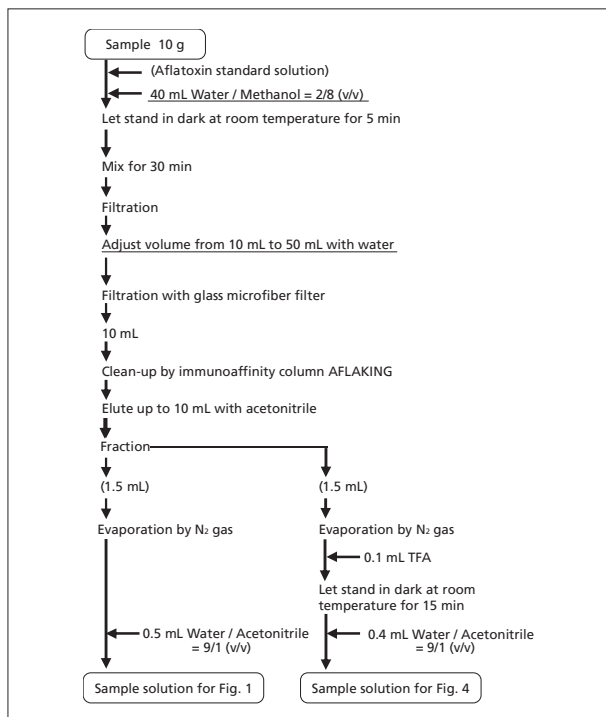 Sample 10 g
(Aflatoxin standard solution)
40 mL Water / Methanol = 2/8 (v/v)
Let stand in dark at room temperature for 5 min
Mix for 30 min
Filtration
Adjust volume from 10 mL to 50 mL with water
Filtration with glass microfiber filter
10 mL
Clean-up by immunoaffinity column AFLAKING
Elute up to 10 mL with acetonitrile
Fraction
(1.5 mL)
Evaporation by N₂ gas
0.5 mL Water / Acetonitrile
= 9/1 (v/v)
Sample solution for Fig. 1
(1.5 mL)
Evaporation by N₂ gas
0.1 mL TFA
Let stand in dark at room
temperature for 15 min
0.4 mL Water / Acetonitrile
= 9/1 (v/v)
Sample solution for Fig. 4